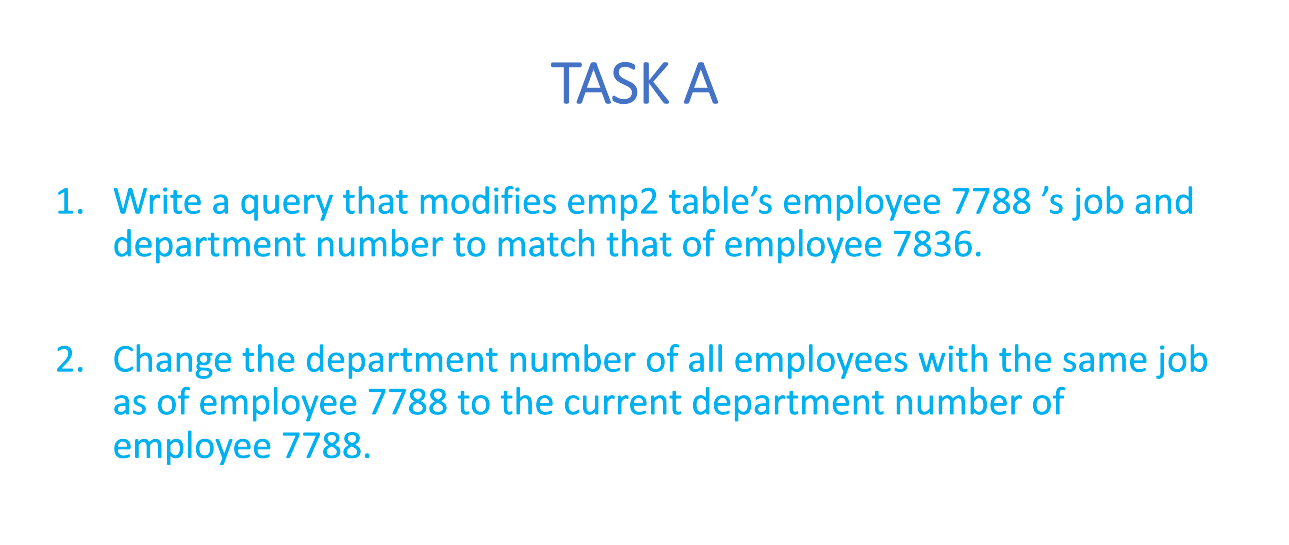 TASK A
1. Write a query that modifies emp2 table’s employee 7788 ’s job and
department number to match that of employee 7836.
2. Change the department number of all employees with the same job
as of employee 7788 to the current department number of
employee 7788.